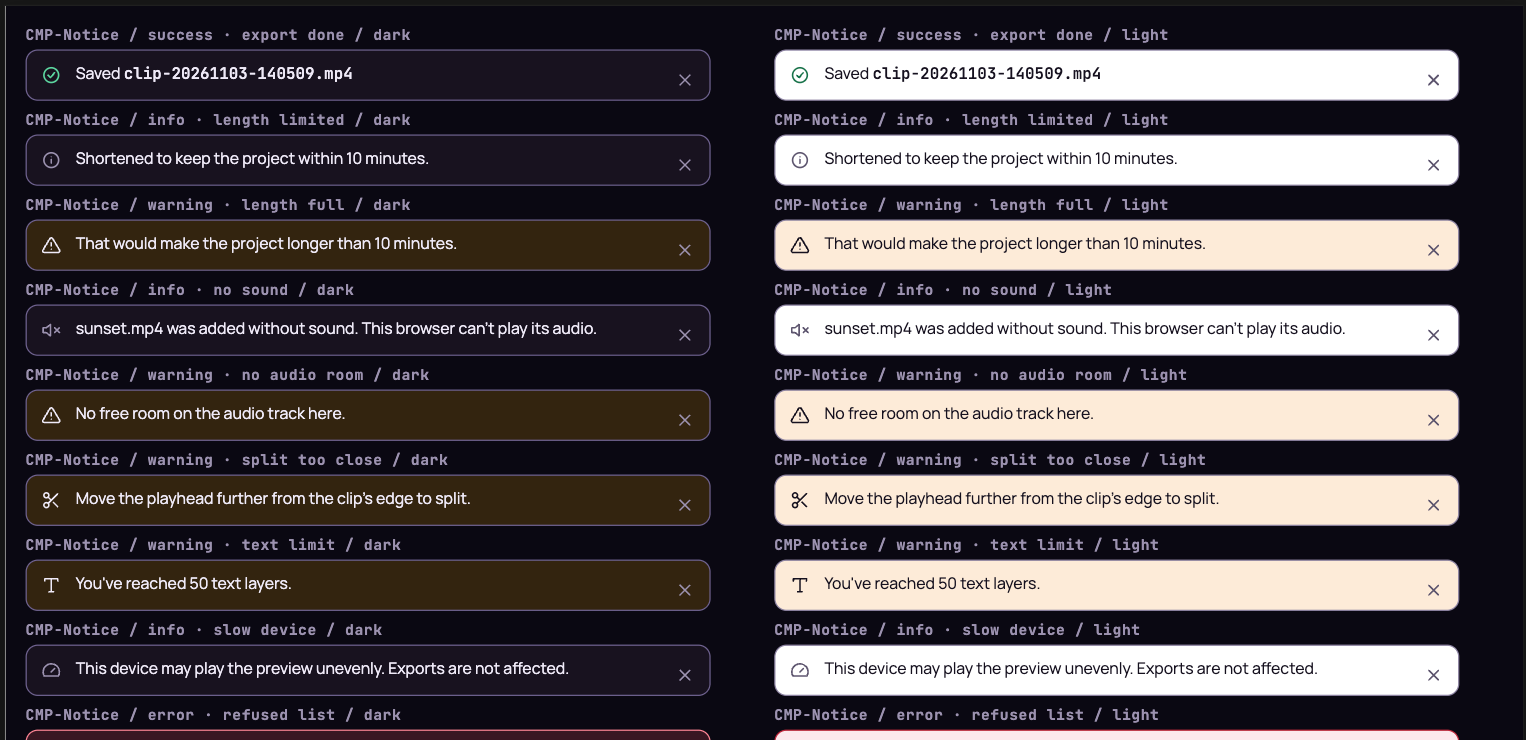 CMP-Notice / success · export done / dark
Saved clip-20261103-140509.mp4
CMP-Notice / info · length limited / dark
Shortened to keep the project within 10 minutes.
CMP-Notice / warning · length full / dark
That would make the project longer than 10 minutes.
CMP-Notice / info · no sound / dark
sunset.mp4 was added without sound. This browser can't play its audio.
CMP-Notice / warning · no audio room / dark
No free room on the audio track here.
CMP-Notice / warning · split too close / dark
Move the playhead further from the clip's edge to split.
CMP-Notice / warning · text limit / dark
You've reached 50 text layers.
CMP-Notice / info · slow device / dark
This device may play the preview unevenly. Exports are not affected.
CMP-Notice / error · refused list / dark
CMP-Notice / success · export done / light
Saved clip-20261103-140509.mp4
CMP-Notice / info · length limited / light
Shortened to keep the project within 10 minutes.
CMP-Notice / warning · length full / light
That would make the project longer than 10 minutes.
CMP-Notice / info · no sound / light
sunset.mp4 was added without sound. This browser can't play its audio.
CMP-Notice / warning · no audio room / light
No free room on the audio track here.
CMP-Notice / warning · split too close / light
Move the playhead further from the clip's edge to split.
CMP-Notice / warning · text limit / light
You've reached 50 text layers.
CMP-Notice / info · slow device / light
This device may play the preview unevenly. Exports are not affected.
CMP-Notice / error · refused list / light